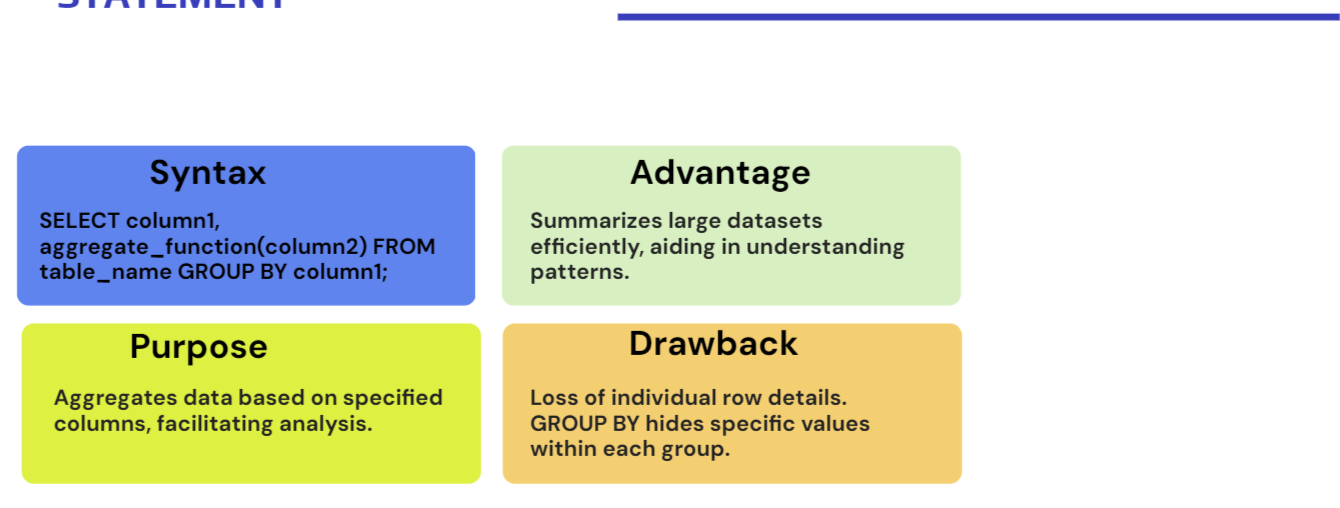 STATEMENT
Syntax
SELECT column1,
aggregate_function(column2) FROM
table_name GROUP BY column1;
Advantage
Summarizes large datasets
efficiently, aiding in understanding
patterns.
Purpose
Aggregates data based on specified
columns, facilitating analysis.
Drawback
Loss of individual row details.
GROUP BY hides specific values
within each group.